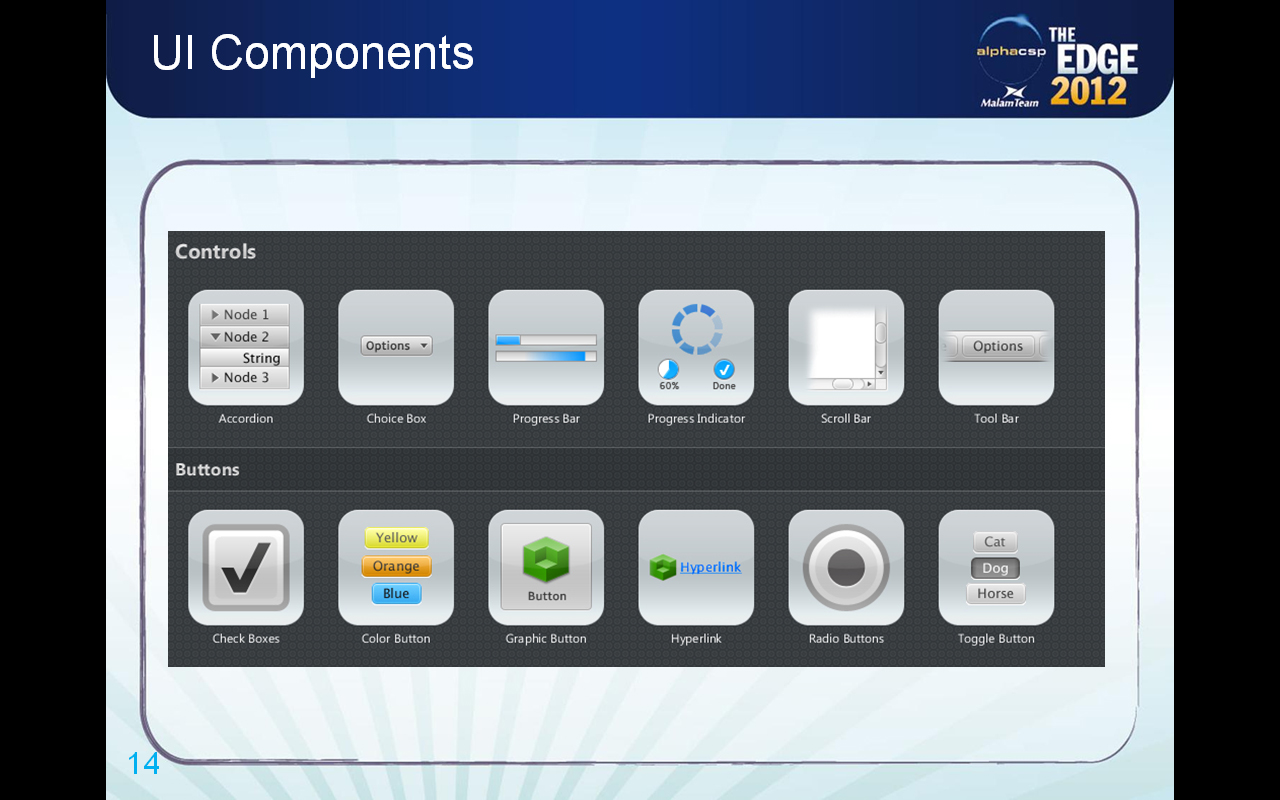 UI Components
alphacsp
MalamTeam
THE
EDGE
2012
Controls
Node 1
Node 2
String
Node 3
Accordion
Options
Choice Box
Progress Bar
60%
Done
Progress Indicator
Scroll Bar
Options
Tool Bar
Buttons
Check Boxes
Yellow
Orange
Blue
Color Button
Button
Graphic Button
Hyperlink
Hyperlink
Radio Buttons
Cat
Dog
Horse
Toggle Button
14